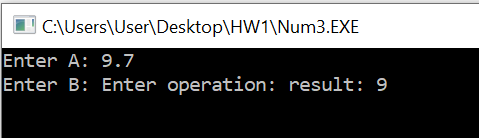 C:\Users\User\Desktop\HW1\Num3.EXE
Enter A: 9.7
Enter B: Enter operation: result: 9